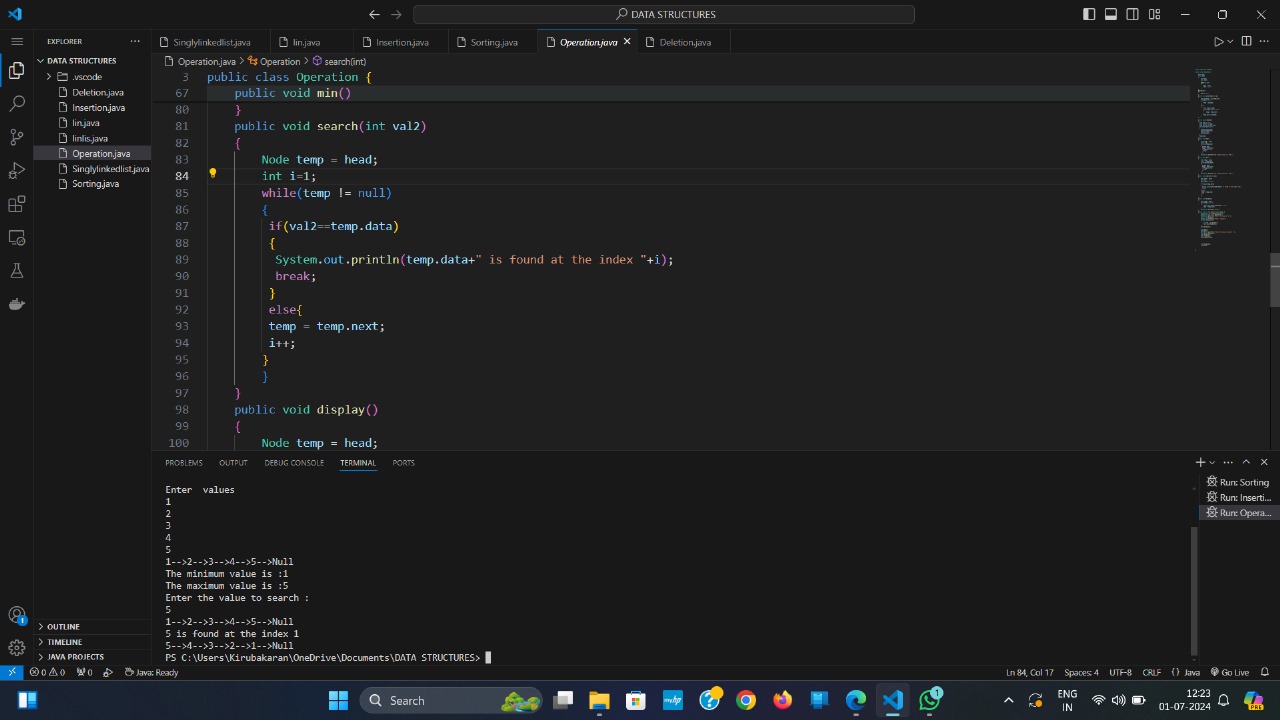 DATA STRUCTURES
EXPLORER
DATA STRUCTURES
.vscode
Deletion.java
Insertion.java
lin.java
linlis.java
Operation.java
Singlylinkedlist.java
Sorting.java
OUTLINE
TIMELINE
JAVA PROJECTS
Singlylinkedlist.java lin.java Insertion.java Sorting.java Operation.java Deletion.java
Operation.java > Operation > search(int)
3 public class Operation {
67 public void min()
80 }
81 public void search(int val2)
82 {
83 Node temp = head;
84 int i=1;
85 while(temp != null)
86 {
87 if(val2==temp.data)
88 {
89 System.out.println(temp.data+" is found at the index "+i);
90 break;
91 }
92 else{
93 temp = temp.next;
94 i++;
95 }
96 }
97 }
98 public void display()
99 {
100 Node temp = head;
PROBLEMS OUTPUT DEBUG CONSOLE TERMINAL PORTS
Enter  values
1
2
3
4
5
1-->2-->3-->4-->5-->Null
The minimum value is :1
The maximum value is :5
Enter the value to search :
5
1-->2-->3-->4-->5-->Null
5 is found at the index 1
5-->4-->3-->2-->1-->Null
PS C:\Users\Kirubakaran\OneDrive\Documents\DATA STRUCTURES>
Run: Sorting
Run: Inserti...
Run: Opera...
0 0 0 Java: Ready Ln 84, Col 17 Spaces: 4 UTF-8 CRLF {} Java Go Live
Search
ENG
IN
12:23
01-07-2024